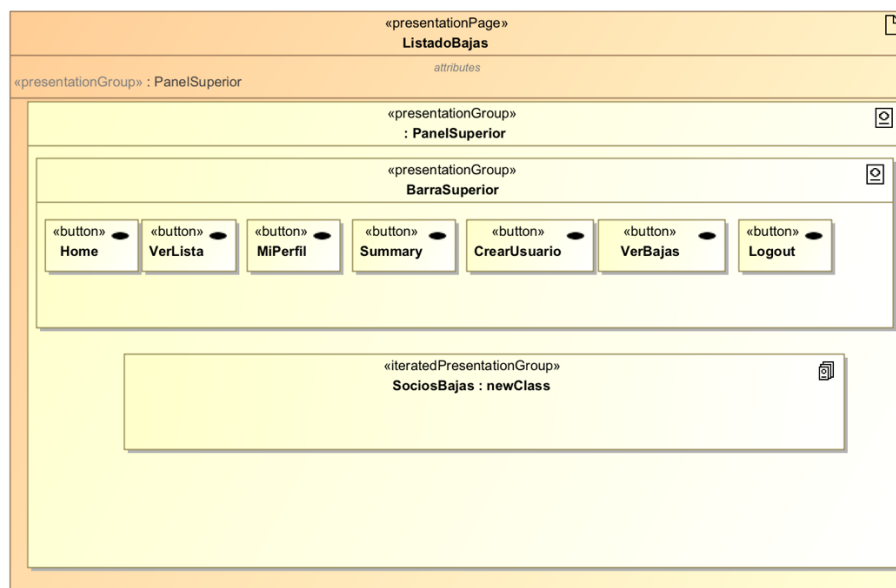 «presentationPage»
ListadoBajas
attributes
«presentationGroup» : PanelSuperior
«presentationGroup»
: PanelSuperior
«presentationGroup»
BarraSuperior
«button» «button» «button» «button» «button» «button» «button»
Home VerLista MiPerfil Summary CrearUsuario VerBajas Logout
«iteratedPresentationGroup»
SociosBajas : newClass